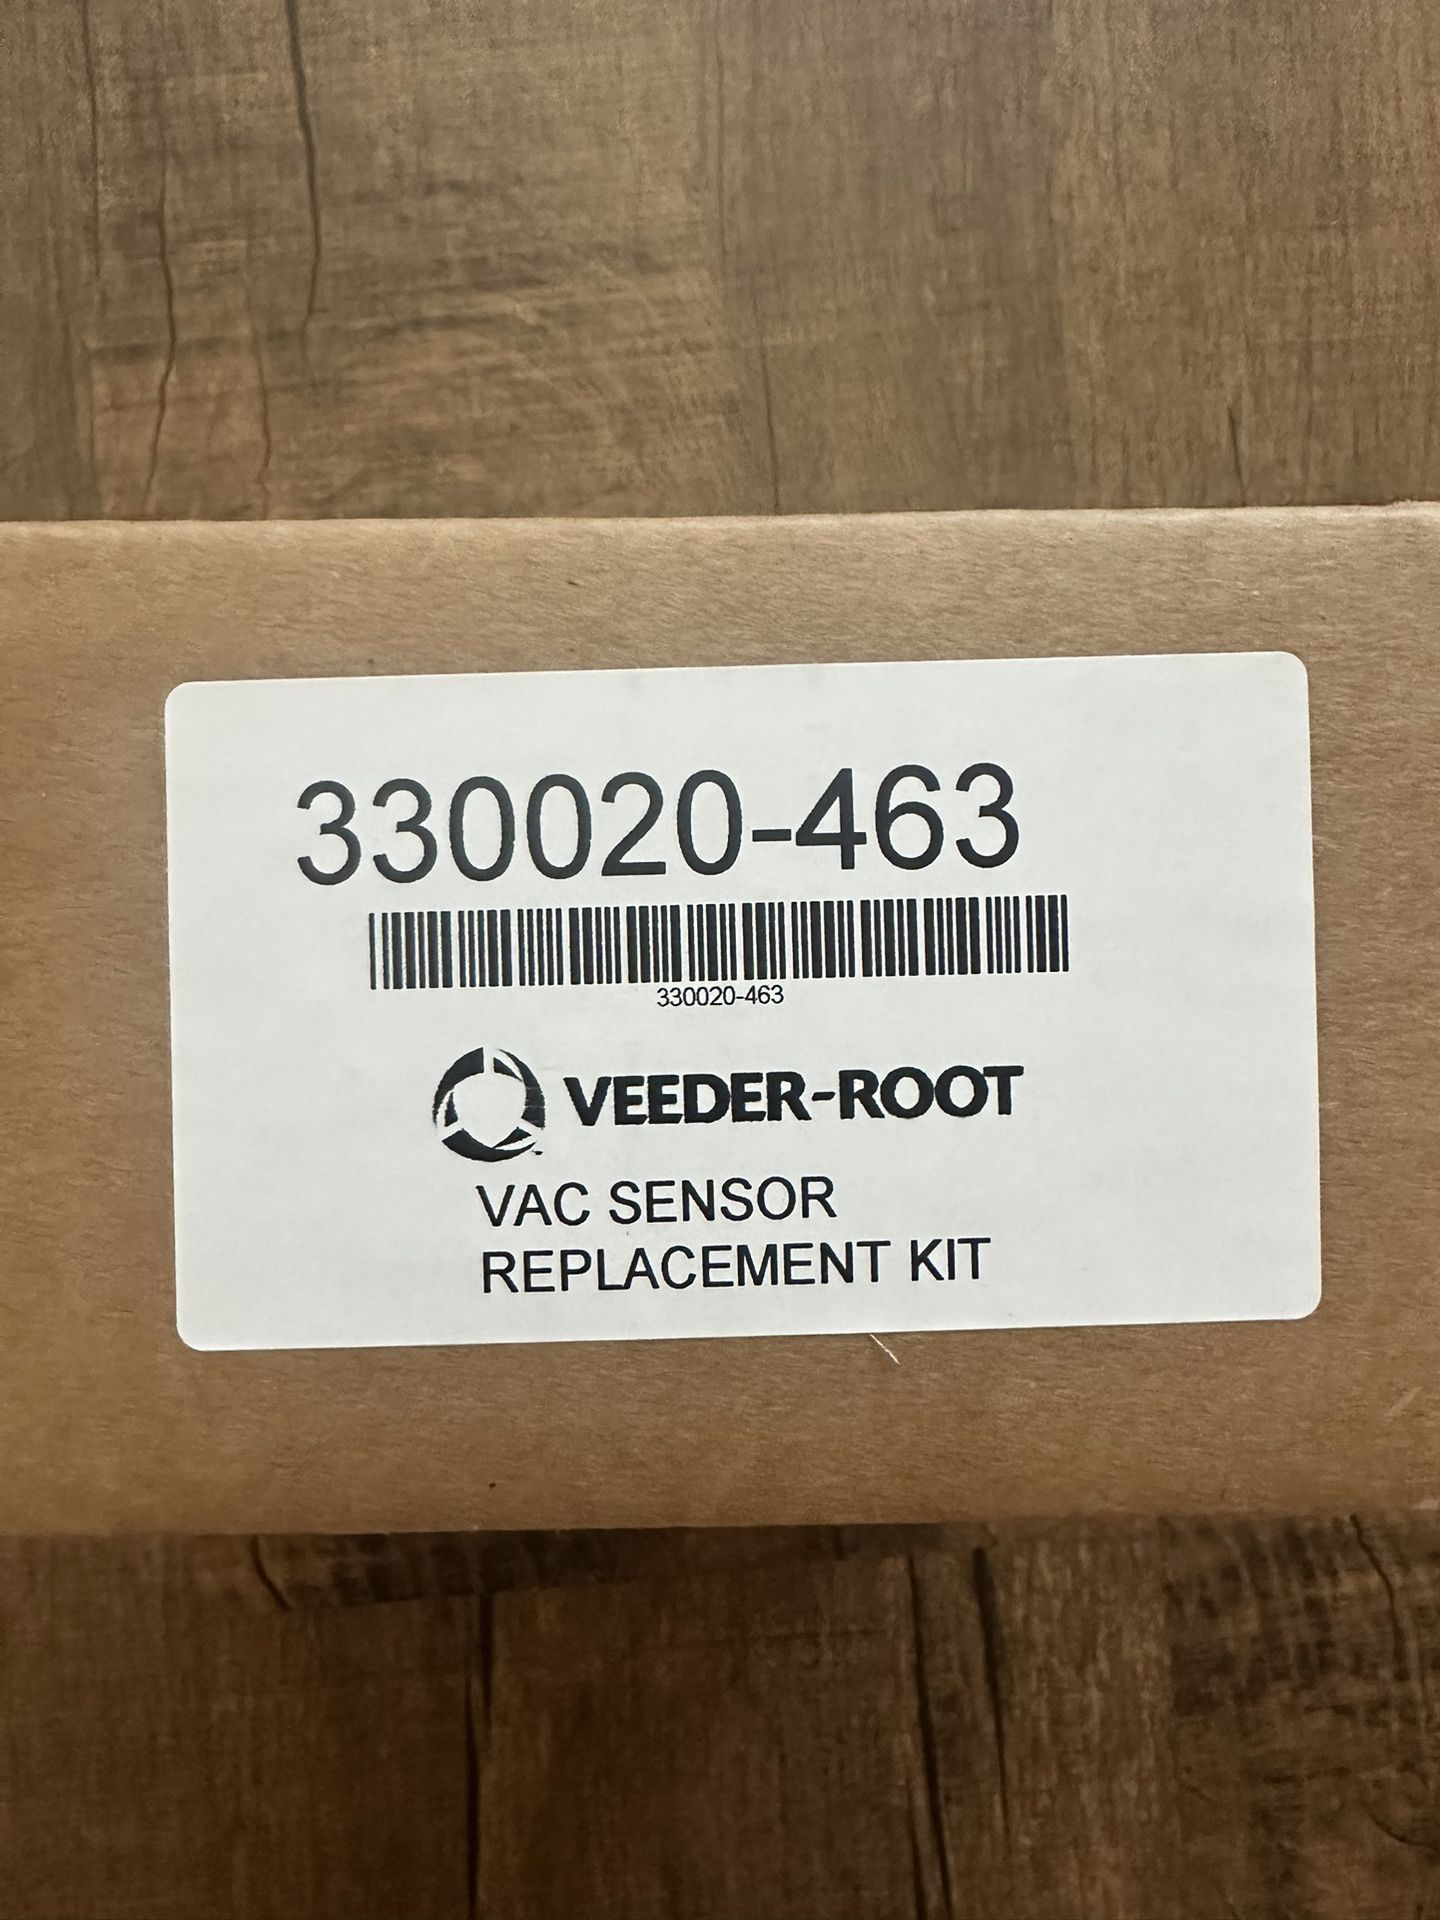 330020-463
330020-463
VEEDER-ROOT
VAC SENSOR
REPLACEMENT KIT